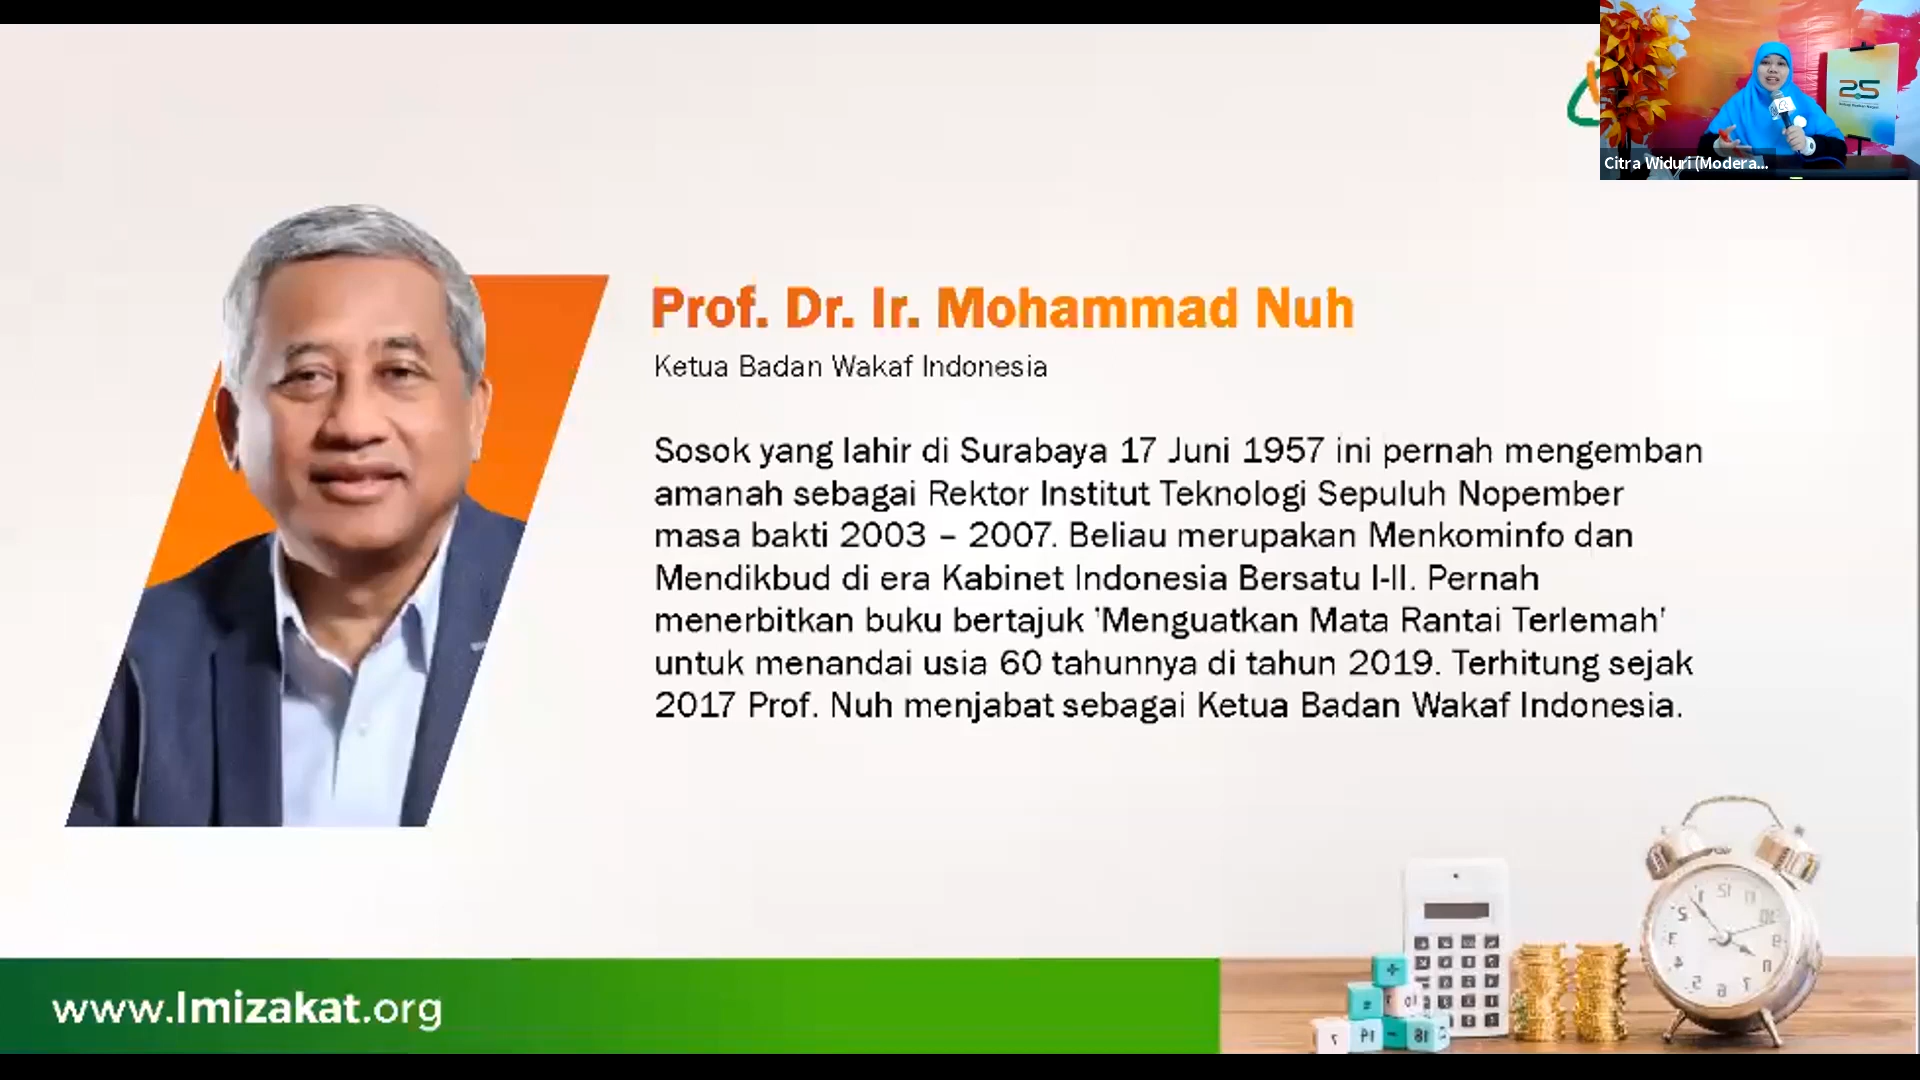 25
Citra Widuri (Modera...
Prof. Dr. Ir. Mohammad Nuh
Ketua Badan Wakaf Indonesia
Sosok yang lahir di Surabaya 17 Juni 1957 ini pernah mengemban
amanah sebagai Rektor Institut Teknologi Sepuluh Nopember
masa bakti 2003 – 2007. Beliau merupakan Menkominfo dan
Mendikbud di era Kabinet Indonesia Bersatu I-II. Pernah
menerbitkan buku bertajuk 'Menguatkan Mata Rantai Terlemah'
untuk menandai usia 60 tahunnya di tahun 2019. Terhitung sejak
2017 Prof. Nuh menjabat sebagai Ketua Badan Wakaf Indonesia.
www.lmizakat.org